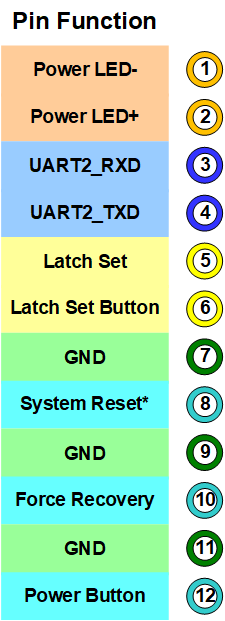 Pin Function
Power LED- 1
Power LED+ 2
UART2_RXD 3
UART2_TXD 4
Latch Set 5
Latch Set Button 6
GND 7
System Reset* 8
GND 9
Force Recovery 10
GND 11
Power Button 12